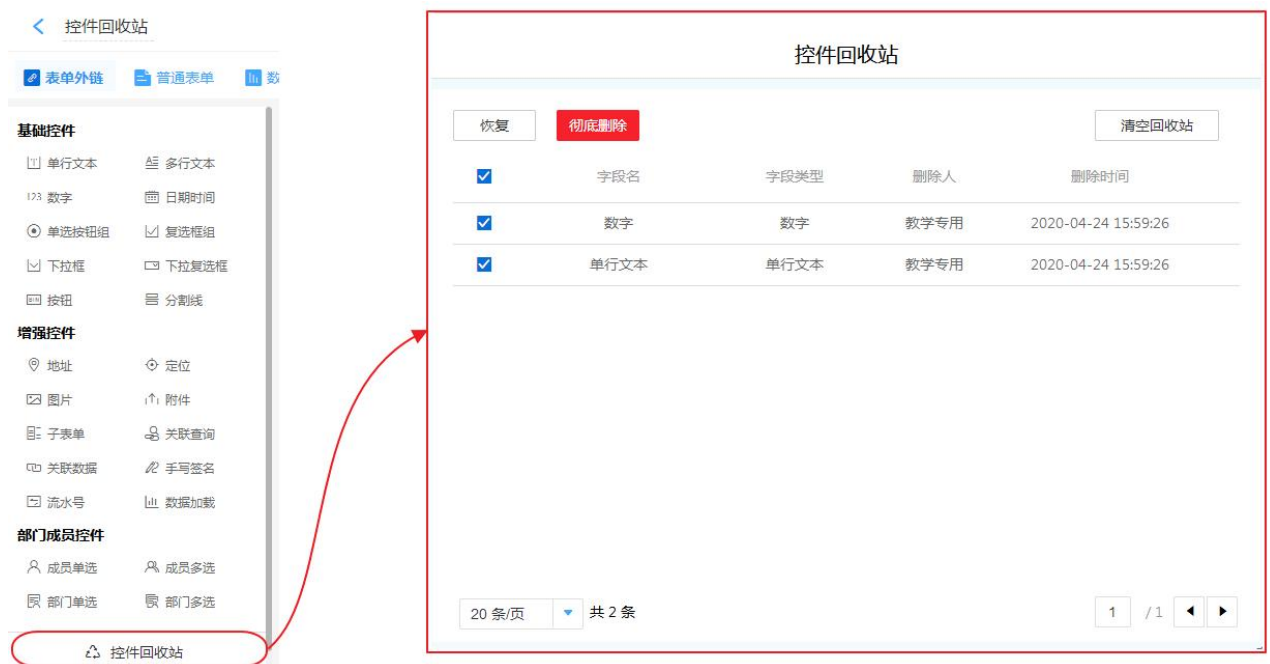 控件回收站
表单外链 普通表单 数
基础控件
单行文本 多行文本
123 数字 日期时间
单选按钮组 复选框组
下拉框 下拉复选框
按钮 分割线
增强控件
地址 定位
图片 附件
子表单 关联查询
关联数据 手写签名
流水号 数据加载
部门成员控件
成员单选 成员多选
部门单选 部门多选
控件回收站
控件回收站
恢复 彻底删除 清空回收站
字段名 字段类型 删除人 删除时间
数字 数字 教学专用 2020-04-24 15:59:26
单行文本 单行文本 教学专用 2020-04-24 15:59:26
20 条/页 共 2 条 1 / 1